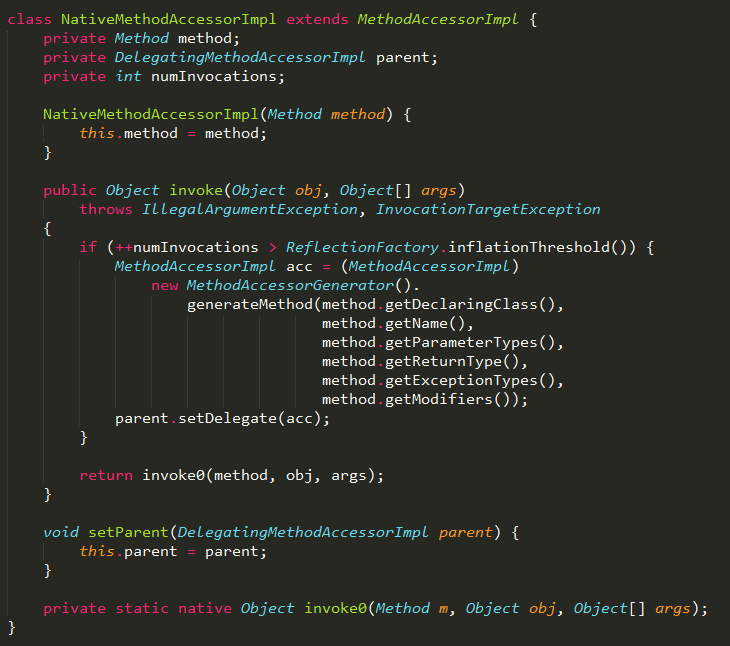 class NativeMethodAccessorImpl extends MethodAccessorImpl {
    private Method method;
    private DelegatingMethodAccessorImpl parent;
    private int numInvocations;

    NativeMethodAccessorImpl(Method method) {
        this.method = method;
    }

    public Object invoke(Object obj, Object[] args)
        throws IllegalArgumentException, InvocationTargetException
    {
        if (++numInvocations > ReflectionFactory.inflationThreshold()) {
            MethodAccessorImpl acc = (MethodAccessorImpl)
                new MethodAccessorGenerator().
                    generateMethod(method.getDeclaringClass(),
                                   method.getName(),
                                   method.getParameterTypes(),
                                   method.getReturnType(),
                                   method.getExceptionTypes(),
                                   method.getModifiers());
            parent.setDelegate(acc);
        }

        return invoke0(method, obj, args);
    }

    void setParent(DelegatingMethodAccessorImpl parent) {
        this.parent = parent;
    }

    private static native Object invoke0(Method m, Object obj, Object[] args);
}